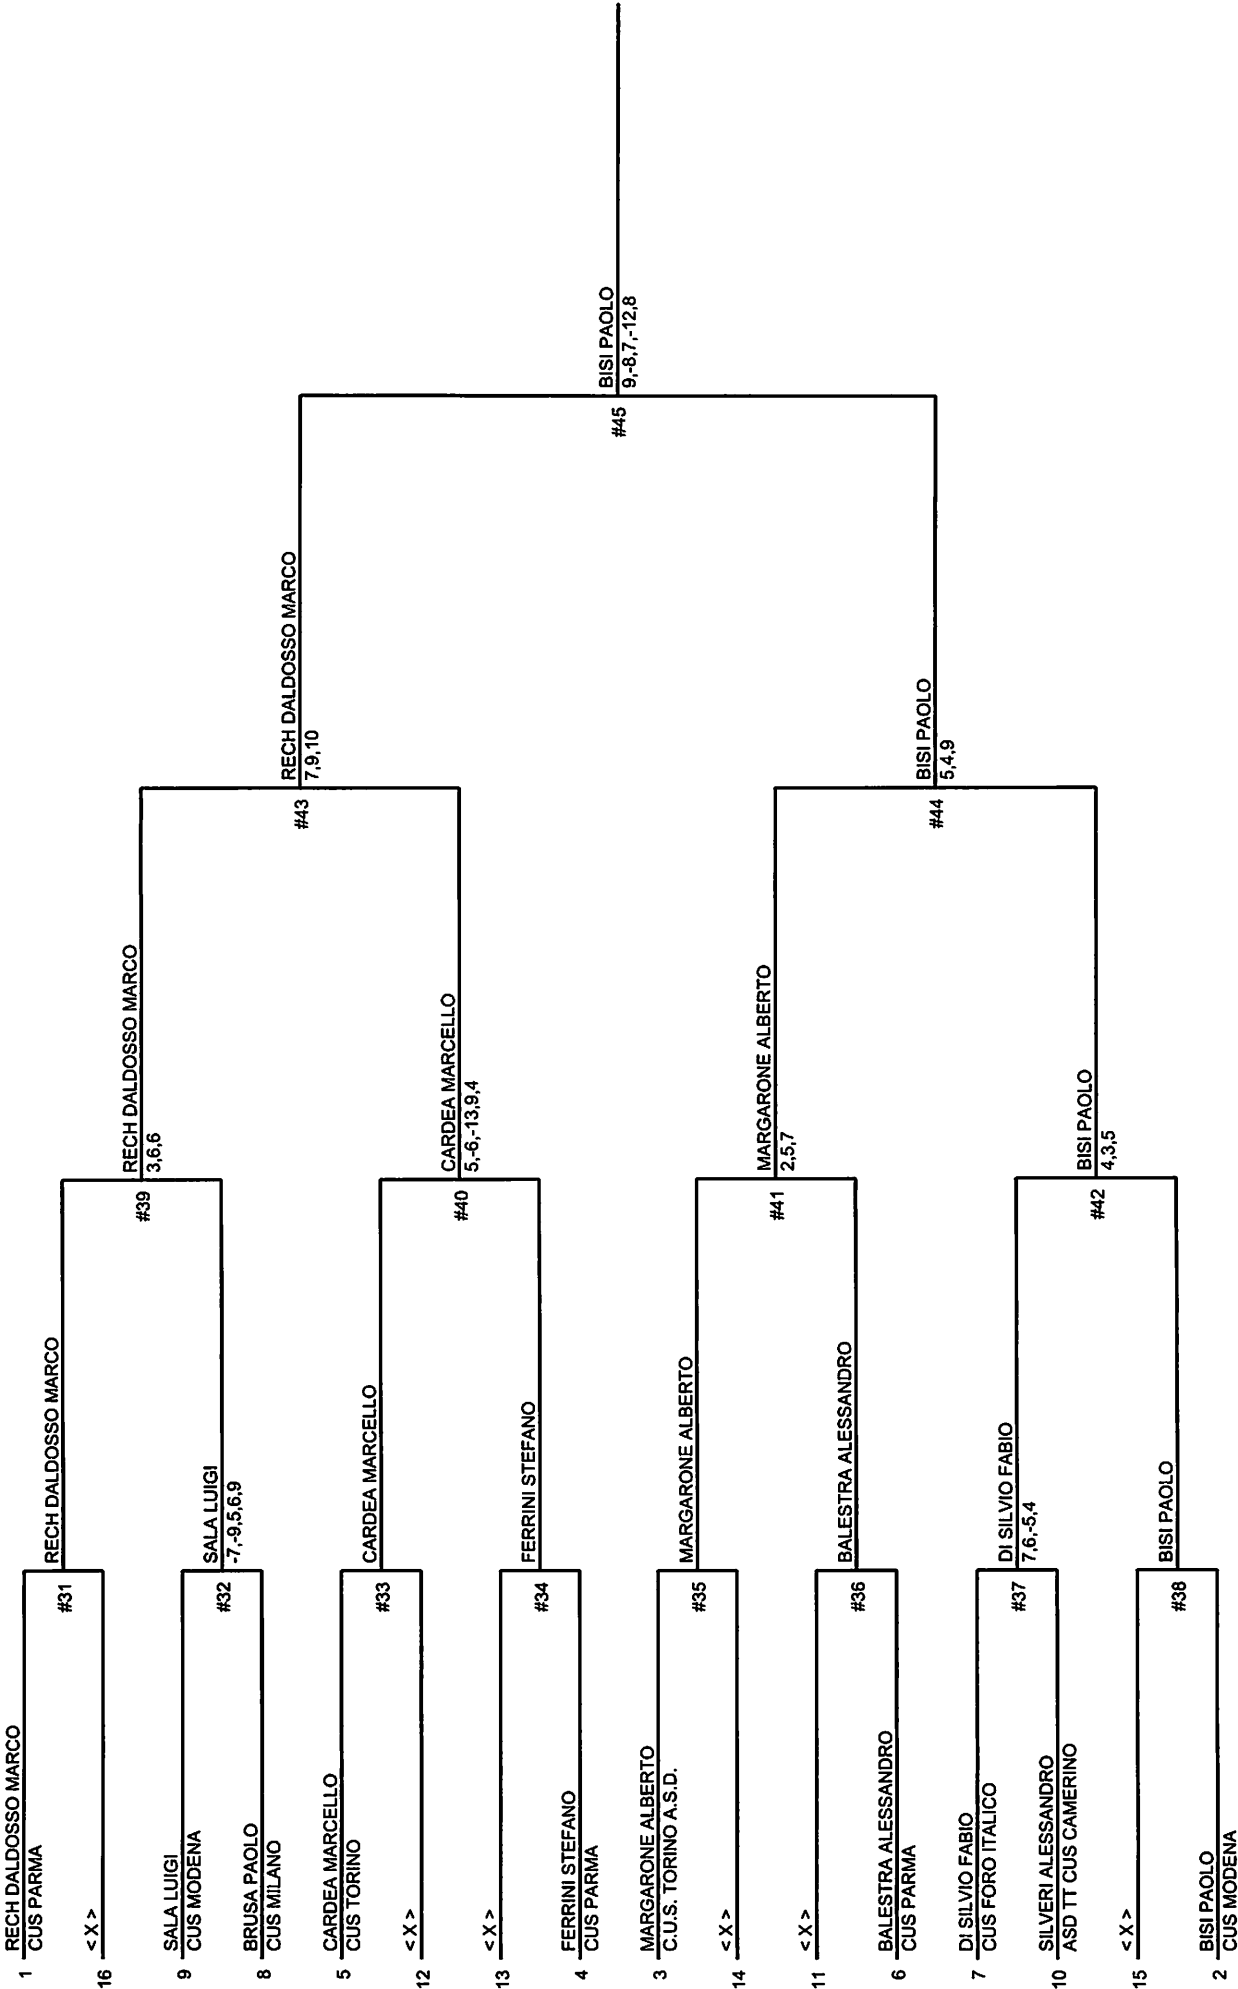 1 RECH DALDOSSO MARCO
CUS PARMA
16 < X >
9 SALA LUIGI
CUS MODENA
8 BRUSA PAOLO
CUS MILANO
5 CARDEA MARCELLO
CUS TORINO
12 < X >
13 < X >
4 FERRINI STEFANO
CUS PARMA
3 MARGARONE ALBERTO
C.U.S. TORINO A.S.D.
14 < X >
11 < X >
6 BALESTRA ALESSANDRO
CUS PARMA
7 DI SILVIO FABIO
CUS FORO ITALICO
10 SILVERI ALESSANDRO
ASD TT CUS CAMERINO
15 < X >
2 BISI PAOLO
CUS MODENA
RECH DALDOSSO MARCO
#31
SALA LUIGI
#32 -7,-9,5,6,9
CARDEA MARCELLO
#33
FERRINI STEFANO
#34
MARGARONE ALBERTO
#35
BALESTRA ALESSANDRO
#36
DI SILVIO FABIO
#37 7,6,-5,4
BISI PAOLO
#38
RECH DALDOSSO MARCO
#39 3,6,6
CARDEA MARCELLO
#40 5,-6,-13,9,4
MARGARONE ALBERTO
#41 2,5,7
BISI PAOLO
#42 4,3,5
RECH DALDOSSO MARCO
#43 7,9,10
BISI PAOLO
#44 5,4,9
BISI PAOLO
#45 9,-8,7,-12,8